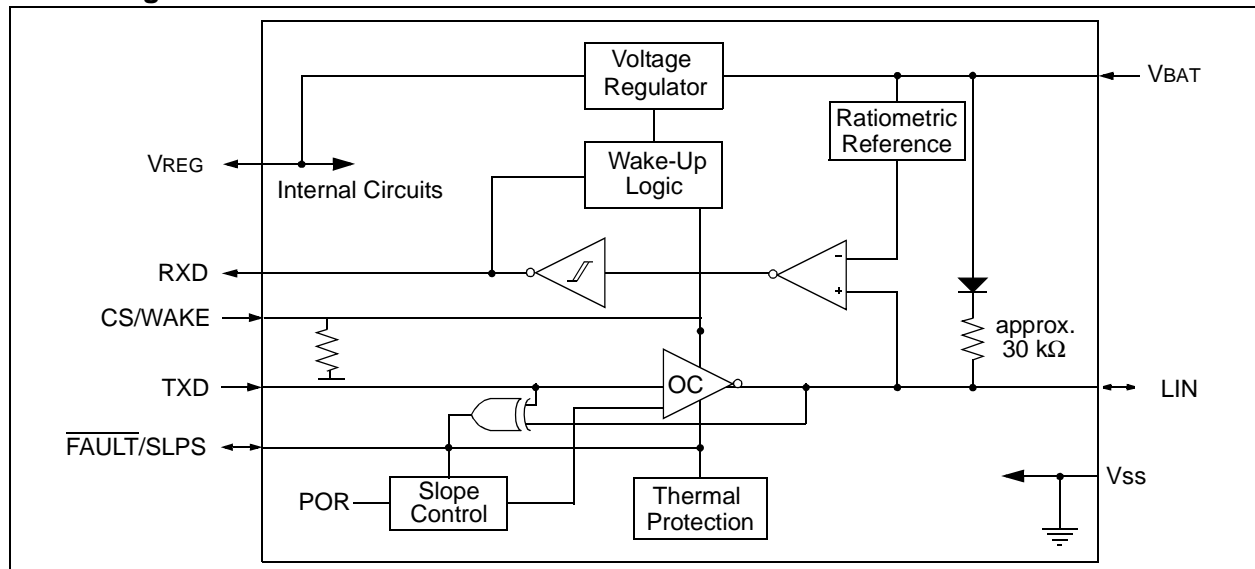 Voltage
Regulator
VBAT
Ratiometric
Reference
VREG
Internal Circuits
Wake-Up
Logic
RXD
-
+
CS/WAKE
approx.
30 kΩ
TXD
OC
LIN
FAULT/SLPS
POR
Slope
Control
Thermal
Protection
Vss